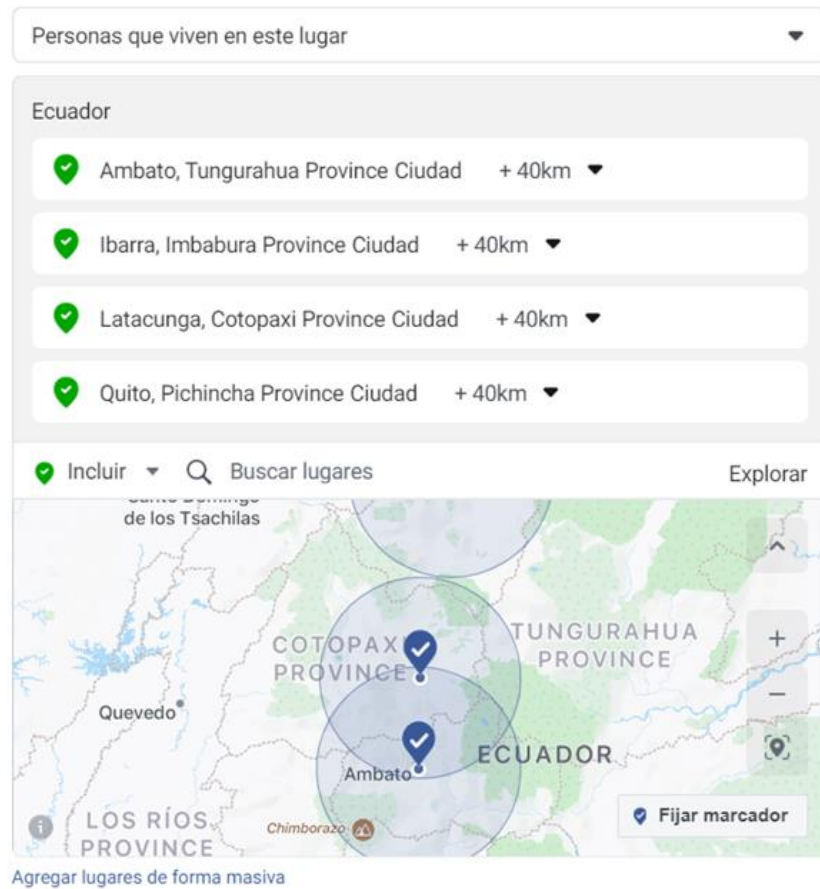 Personas que viven en este lugar
Ecuador
Ambato, Tungurahua Province Ciudad + 40km
Ibarra, Imbabura Province Ciudad + 40km
Latacunga, Cotopaxi Province Ciudad + 40km
Quito, Pichincha Province Ciudad + 40km
Incluir Buscar lugares Explorar
Santo Domingo
de los Tsachilas
COTOPAXI
PROVINCE
TUNGURAHUA
PROVINCE
Quevedo
ECUADOR
Ambato
LOS RÍOS
PROVINCE
Chimborazo
Fijar marcador
Agregar lugares de forma masiva